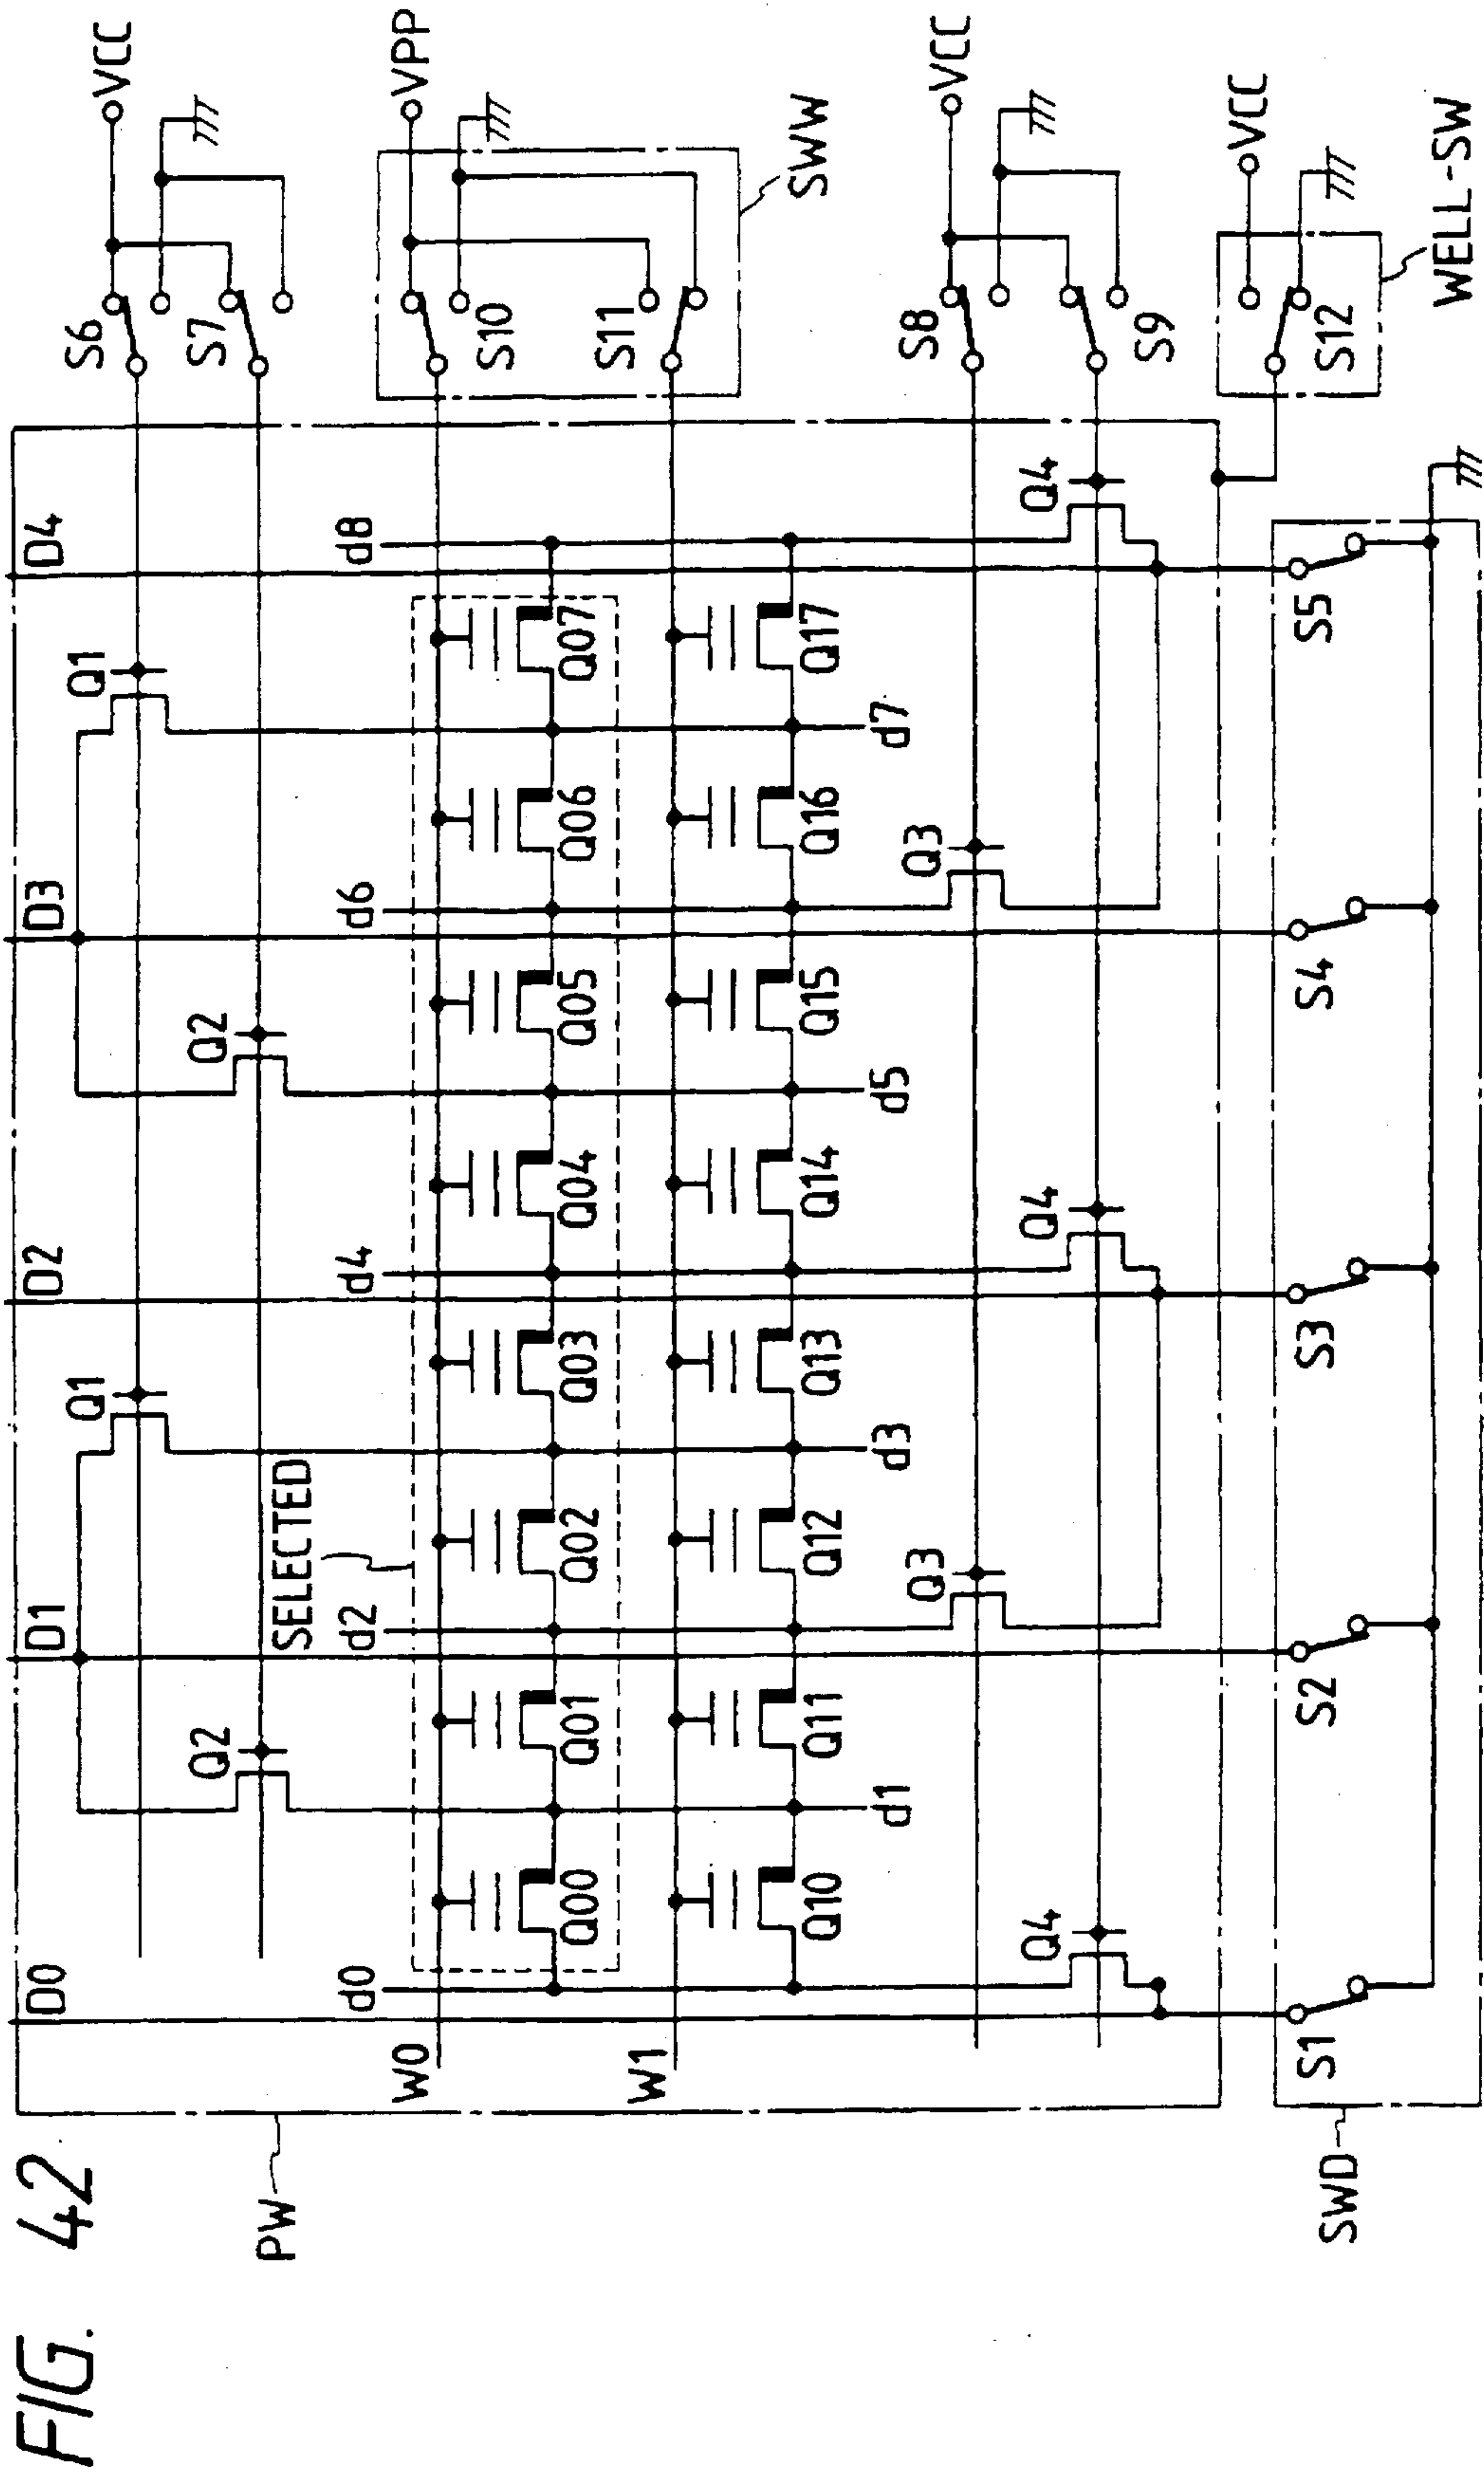 FIG. 42
PW
D0 D1 D2 D3 D4
Q1 Q1
S6 VCC
Q2 Q2
S7
SELECTED
d0 d2 d4 d6 d8
W0
S10 VPP
Q00 Q01 Q02 Q03 Q04 Q05 Q06 Q07
S11
W1
SWW
Q10 Q11 Q12 Q13 Q14 Q15 Q16 Q17
d1 d3 d5 d7
Q3 Q3
S8 VCC
Q4 Q4 Q4
S9
VCC
S12
S1 S2 S3 S4 S5
SWD
WELL-SW